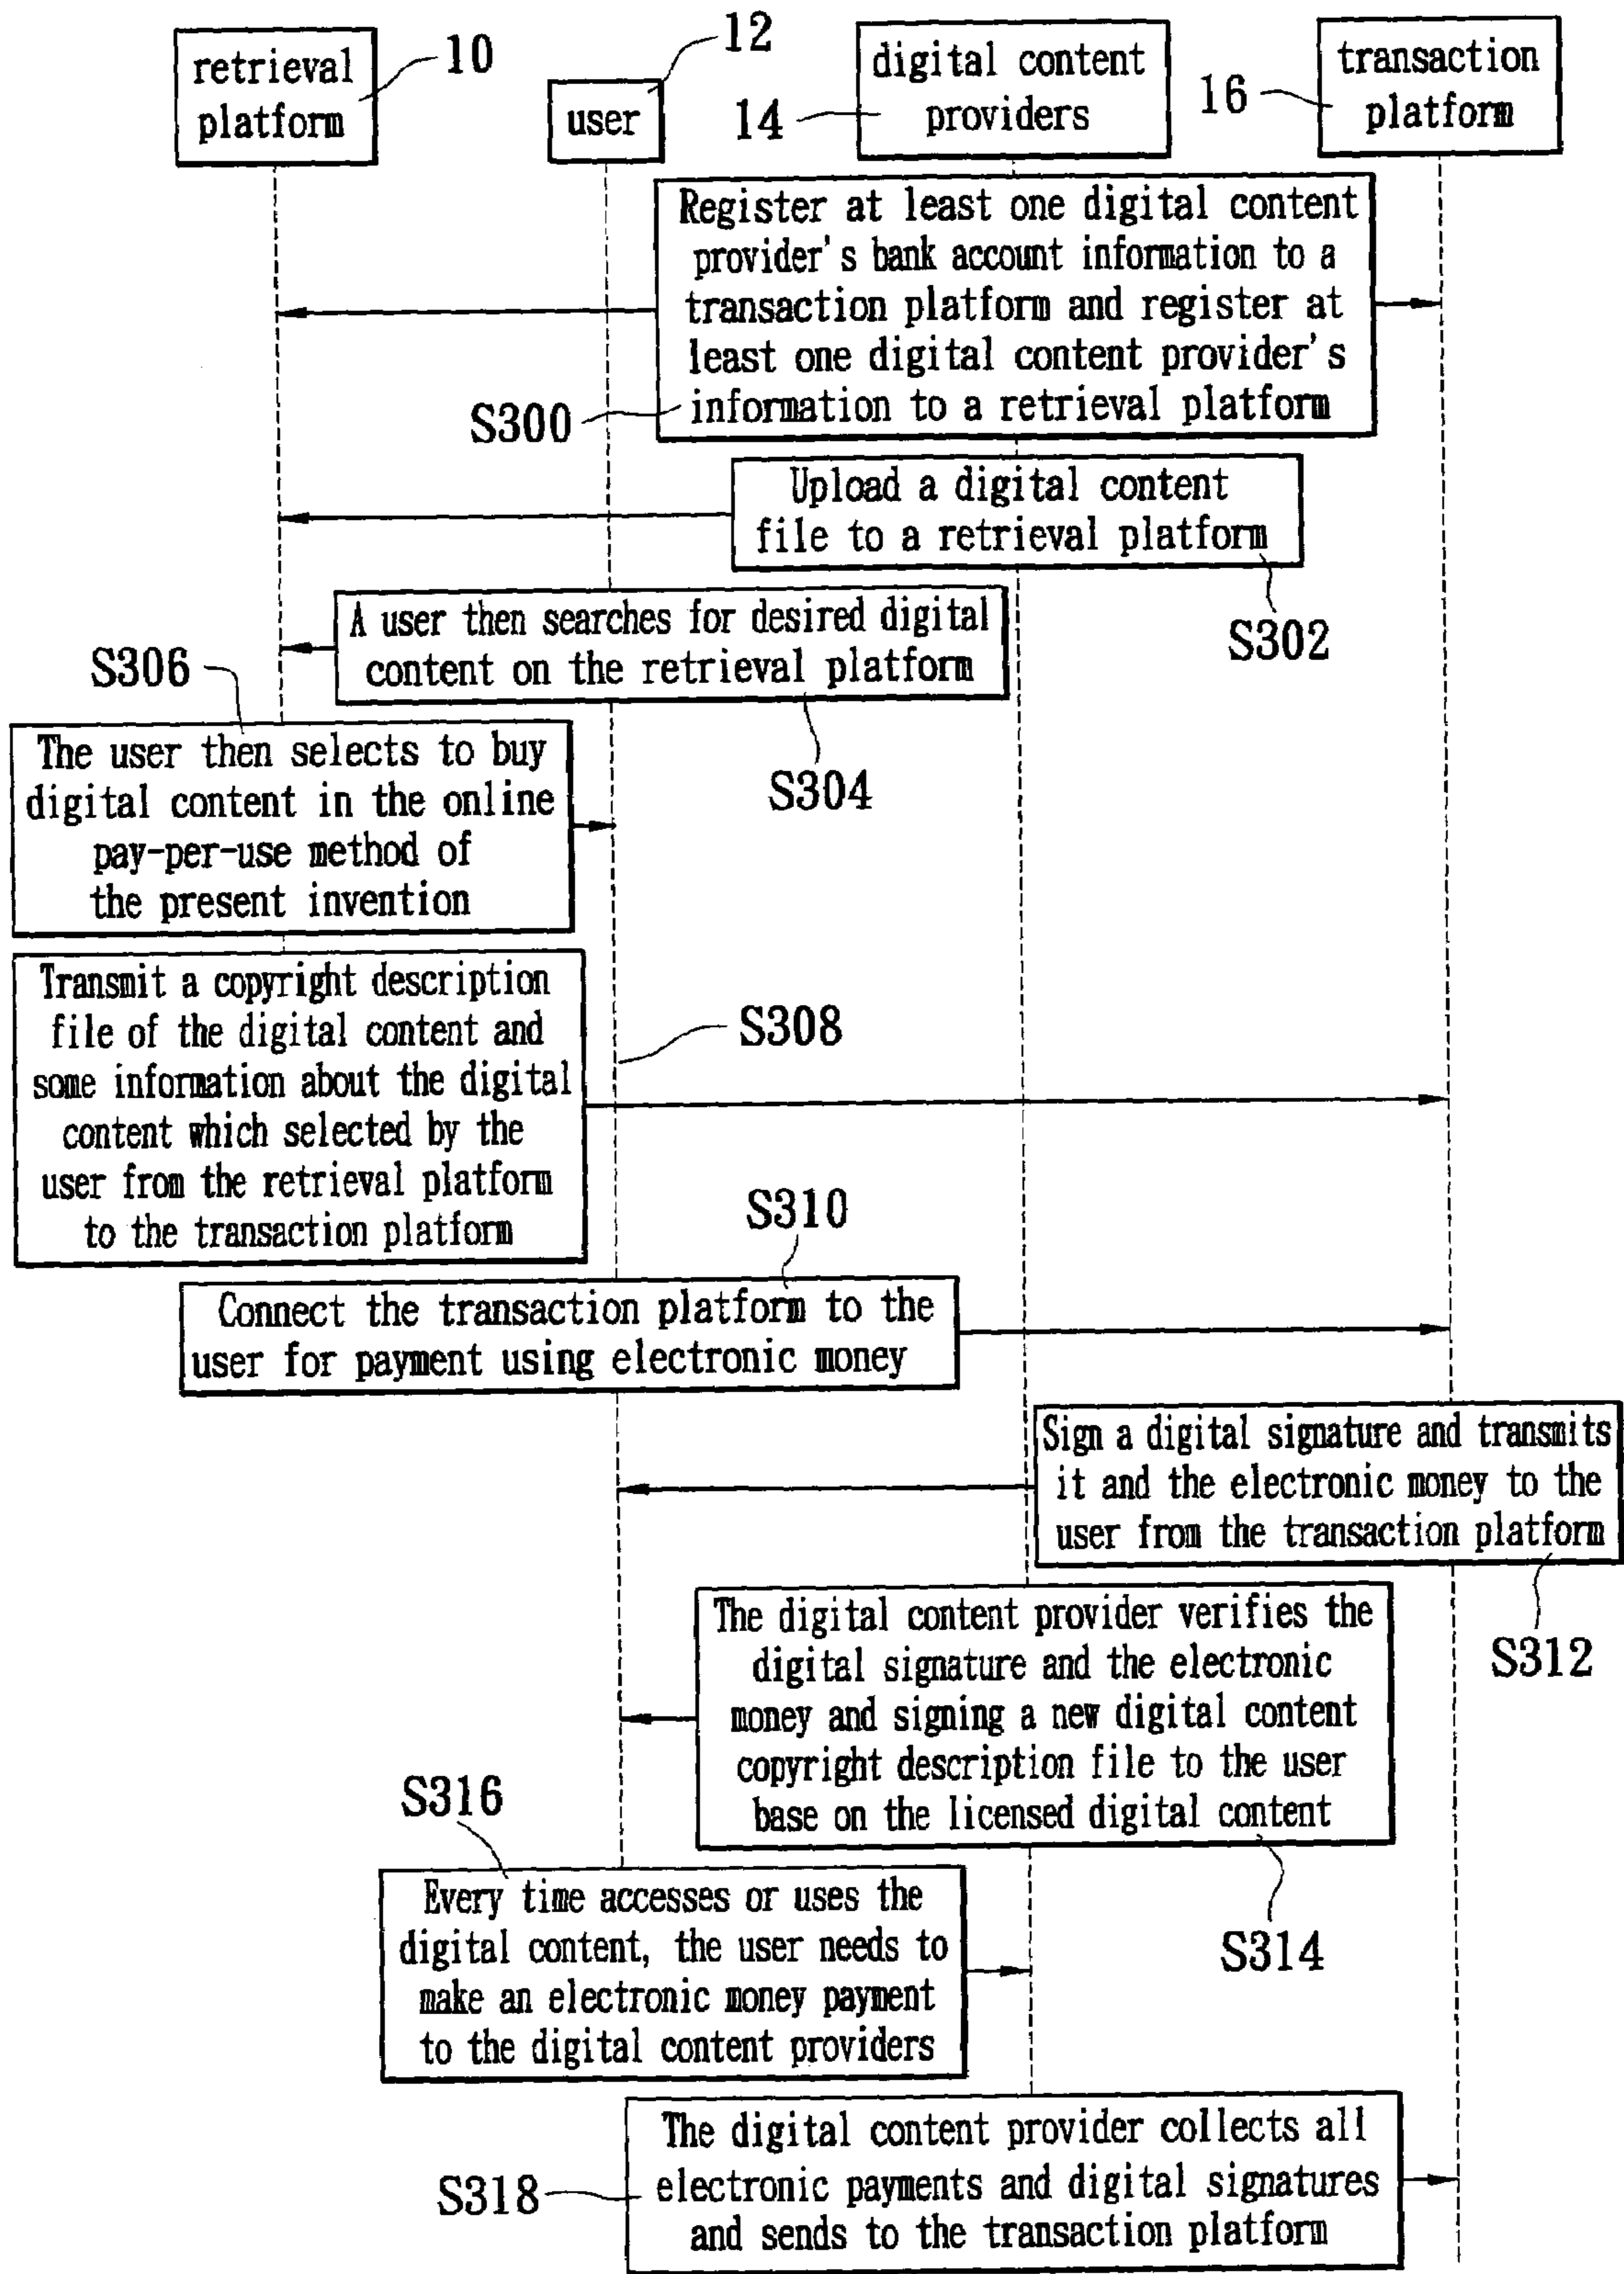 retrieval
platform
10
user
12
digital content
providers
14
transaction
platform
16
Register at least one digital content
provider's bank account information to a
transaction platform and register at
least one digital content provider's
information to a retrieval platform
S300
Upload a digital content
file to a retrieval platform
S302
A user then searches for desired digital
content on the retrieval platform
S304
S306
The user then selects to buy
digital content in the online
pay-per-use method of
the present invention
Transmit a copyright description
file of the digital content and
some information about the digital
content which selected by the
user from the retrieval platform
to the transaction platform
S308
S310
Connect the transaction platform to the
user for payment using electronic money
Sign a digital signature and transmits
it and the electronic money to the
user from the transaction platform
S312
The digital content provider verifies the
digital signature and the electronic
money and signing a new digital content
copyright description file to the user
base on the licensed digital content
S314
S316
Every time accesses or uses the
digital content, the user needs to
make an electronic money payment
to the digital content providers
The digital content provider collects all
electronic payments and digital signatures
and sends to the transaction platform
S318